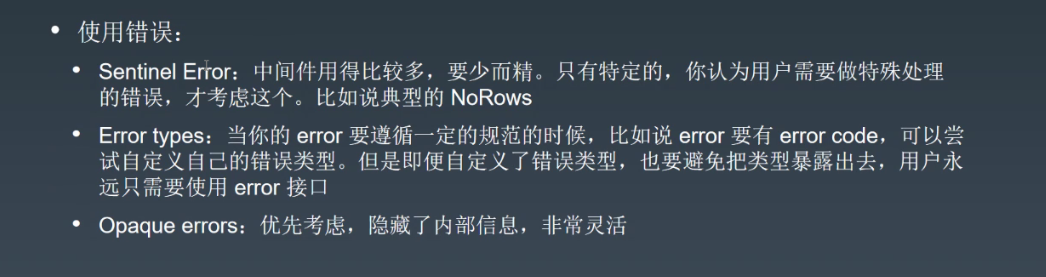 • 使用错误：
• Sentinel Error：中间件用得比较多，要少而精。只有特定的，你认为用户需要做特殊处理
的错误，才考虑这个。比如说典型的 NoRows
• Error types：当你的 error 要遵循一定的规范的时候，比如说 error 要有 error code，可以尝
试自定义自己的错误类型。但是即便自定义了错误类型，也要避免把类型暴露出去，用户永
远只需要使用 error 接口
• Opaque errors：优先考虑，隐藏了内部信息，非常灵活